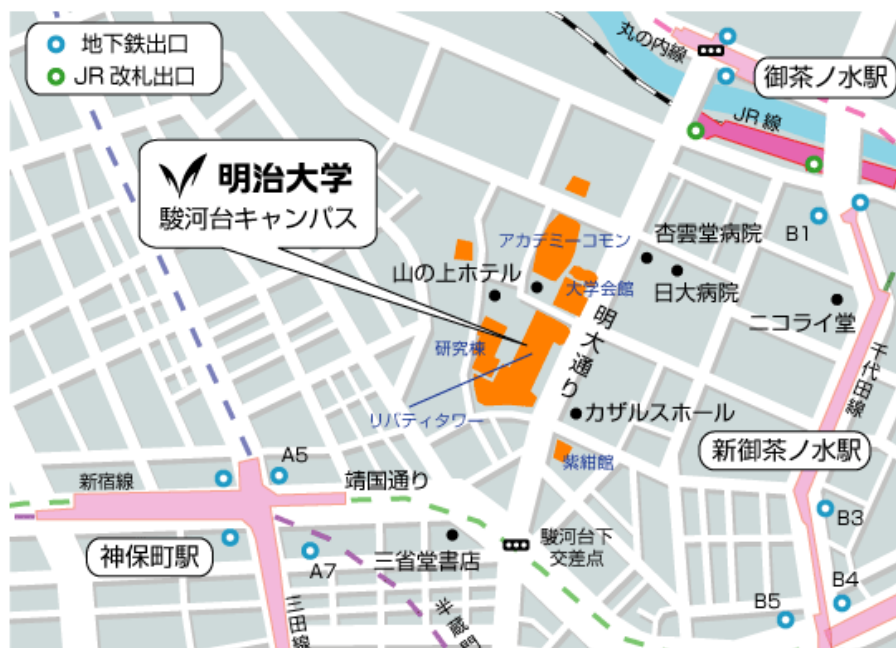 地下鉄出口
JR改札出口
丸の内線
御茶ノ水駅
JR線
明治大学
駿河台キャンパス
アカデミーコモン
杏雲堂病院
B1
山の上ホテル
大学会館
日大病院
ニコライ堂
明大通り
研究棟
千代田線
リバティタワー
カザルスホール
新御茶ノ水駅
紫紺館
A5
新宿線
靖国通り
B3
神保町駅
A7
三省堂書店
駿河台下
交差点
B4
B5
三田線
半蔵門